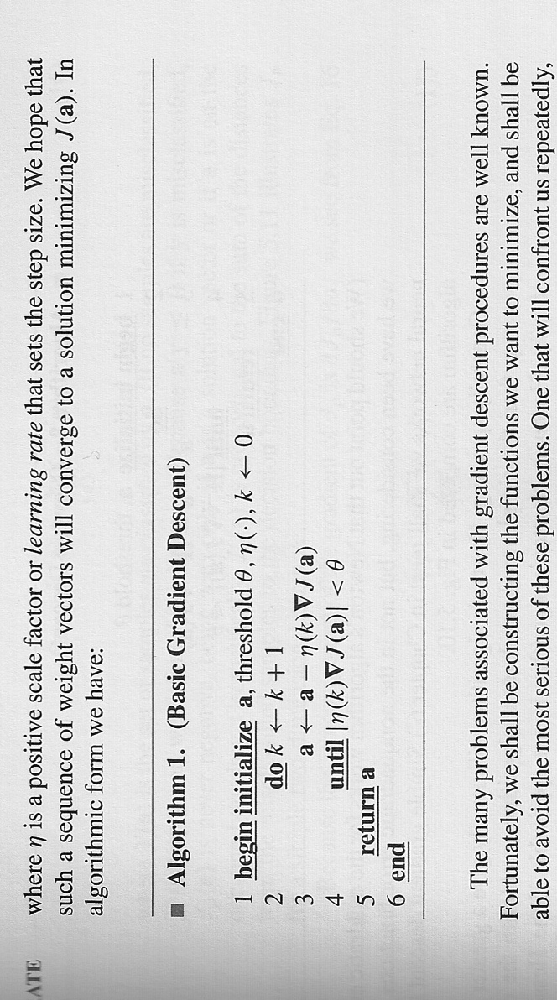 ATE
where η is a positive scale factor or learning rate that sets the step size. We hope that
such a sequence of weight vectors will converge to a solution minimizing J(a). In
algorithmic form we have:
■ Algorithm 1. (Basic Gradient Descent)
1 begin initialize a, threshold θ, η(·), k ← 0
2 do k ← k + 1
3 a ← a − η(k)∇J(a)
4 until |η(k)∇J(a)| < θ
5 return a
6 end
The many problems associated with gradient descent procedures are well known.
Fortunately, we shall be constructing the functions we want to minimize, and shall be
able to avoid the most serious of these problems. One that will confront us repeatedly,